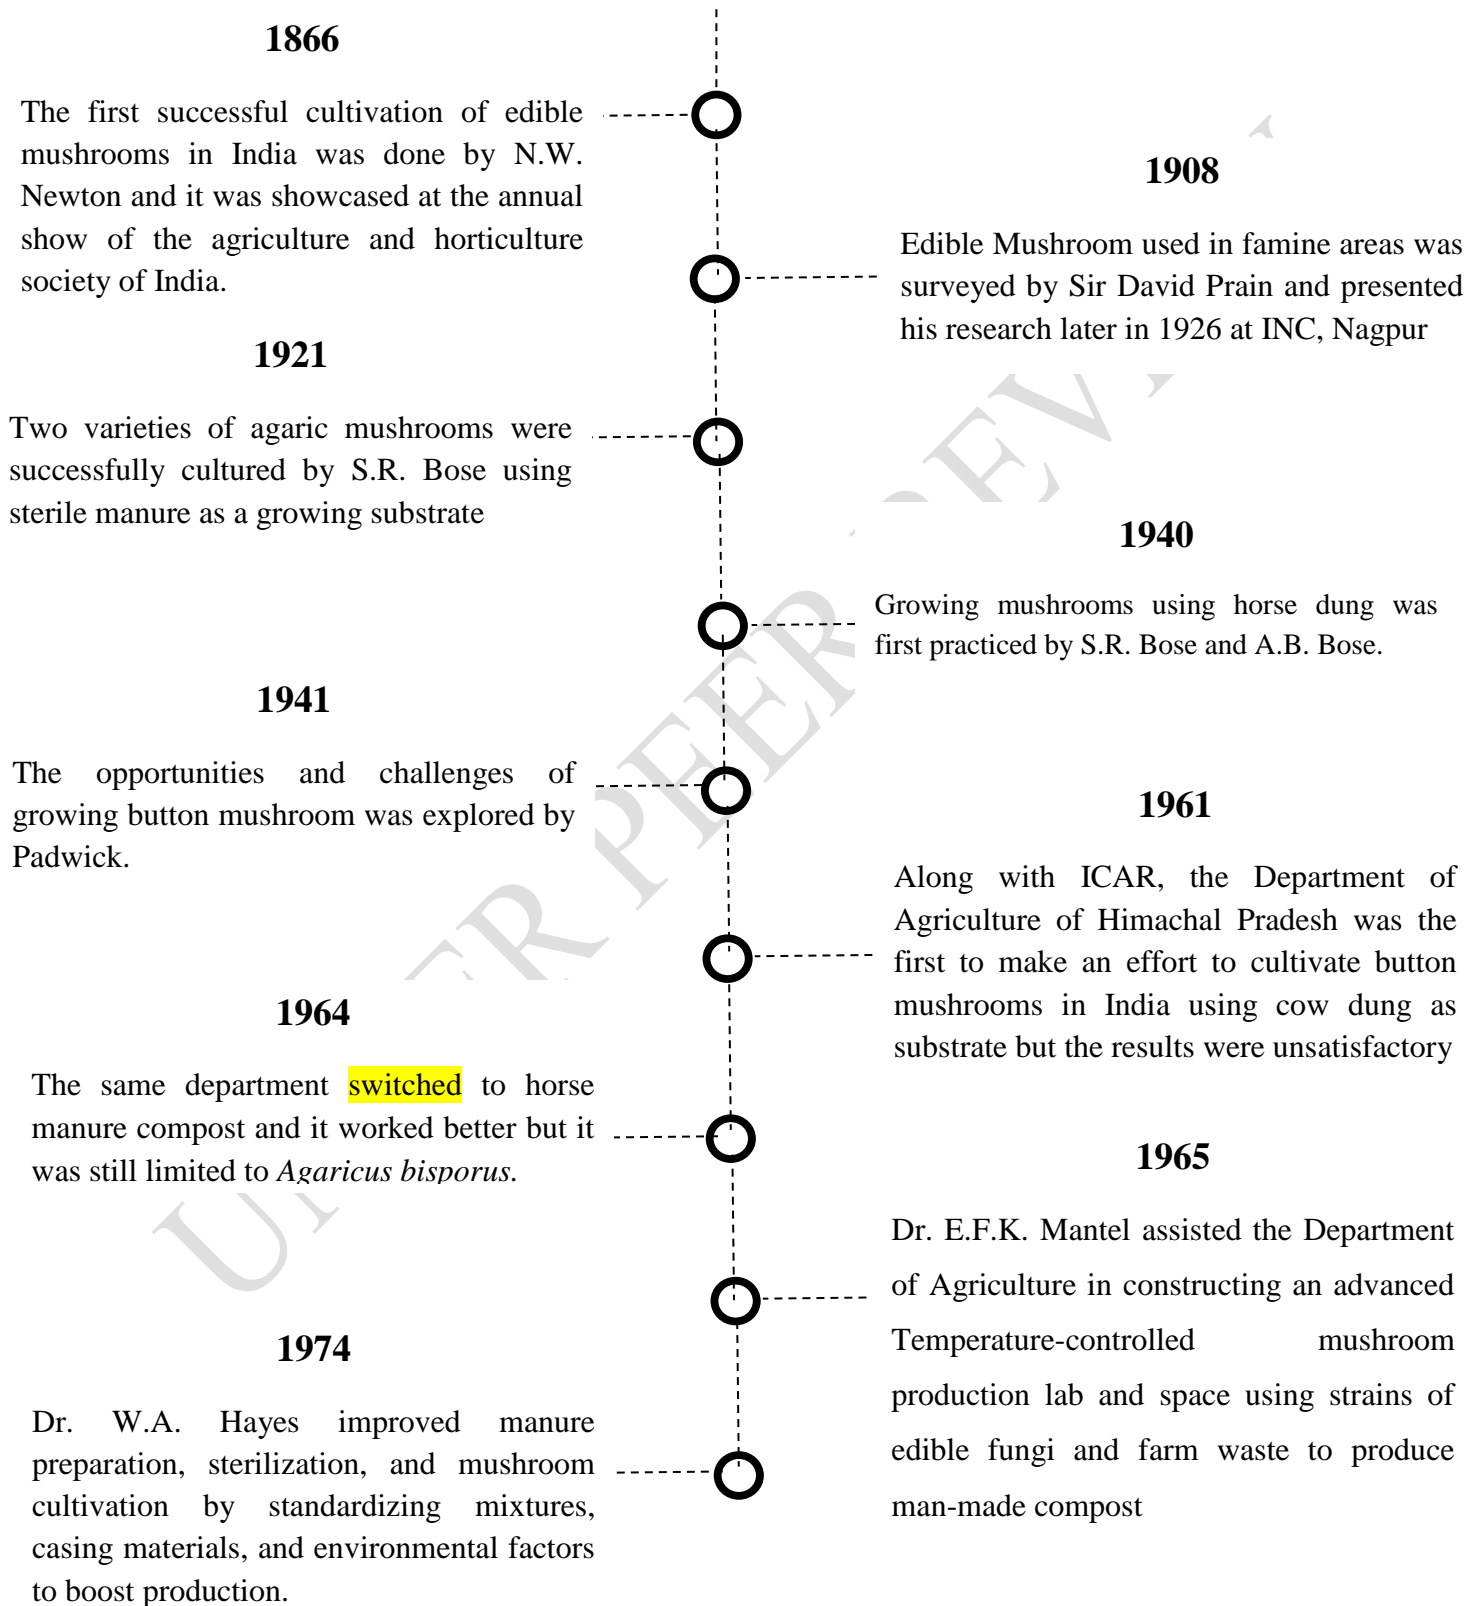 1866
The first successful cultivation of edible
mushrooms in India was done by N.W.
Newton and it was showcased at the annual
show of the agriculture and horticulture
society of India.
1908
Edible Mushroom used in famine areas was
surveyed by Sir David Prain and presented
his research later in 1926 at INC, Nagpur
1921
Two varieties of agaric mushrooms were
successfully cultured by S.R. Bose using
sterile manure as a growing substrate
1940
Growing mushrooms using horse dung was
first practiced by S.R. Bose and A.B. Bose.
1941
The opportunities and challenges of
growing button mushroom was explored by
Padwick.
1961
Along with ICAR, the Department of
Agriculture of Himachal Pradesh was the
first to make an effort to cultivate button
mushrooms in India using cow dung as
substrate but the results were unsatisfactory
1964
The same department switched to horse
manure compost and it worked better but it
was still limited to Agaricus bisporus.
1965
Dr. E.F.K. Mantel assisted the Department
of Agriculture in constructing an advanced
Temperature-controlled mushroom
production lab and space using strains of
edible fungi and farm waste to produce
man-made compost
1974
Dr. W.A. Hayes improved manure
preparation, sterilization, and mushroom
cultivation by standardizing mixtures,
casing materials, and environmental factors
to boost production.